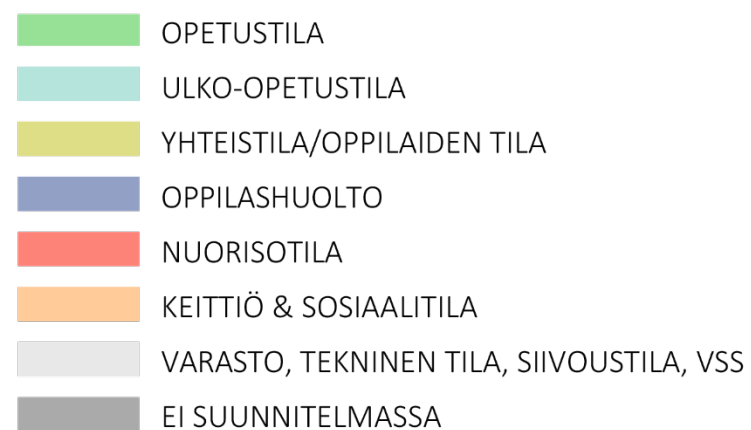 OPETUSTILA
ULKO-OPETUSTILA
YHTEISTILA/OPPILAIDEN TILA
OPPILASHUOLTO
NUORISOTILA
KEITTIÖ & SOSIAALITILA
VARASTO, TEKNINEN TILA, SIIVOUSTILA, VSS
EI SUUNNITELMASSA